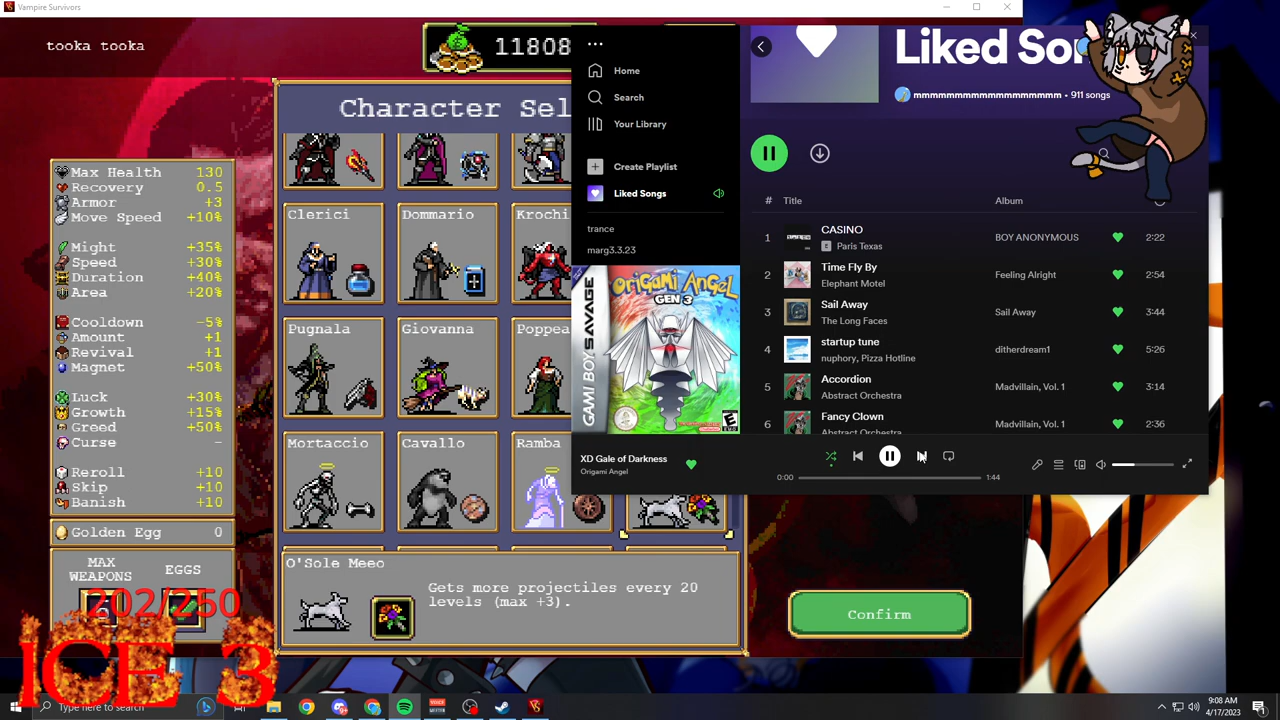 Vampire Survivors
tooka tooka
11808
Character Sel
Max Health 130
Recovery 0.5
Armor +3
Move Speed +10%
Might +35%
Speed +30%
Duration +40%
Area +20%
Cooldown -5%
Amount +1
Revival +1
Magnet +50%
Luck +30%
Growth +15%
Greed +50%
Curse -
Reroll +10
Skip +10
Banish +10
Golden Egg 0
MAX WEAPONS
EGGS
202/250
ICE 3
Clerici
Dommario
Krochi
Pugnala
Giovanna
Poppea
Mortaccio
Cavallo
Ramba
O'Sole Meeo
Gets more projectiles every 20
levels (max +3).
Confirm
Home
Search
Your Library
Create Playlist
Liked Songs
trance
marg3.3.23
GAMI BOY SAVAGE
ORIGAMI ANGEL
GEN 3
XD Gale of Darkness
Origami Angel
Liked So
mmmmmmmmmmmmmmmmmm • 911 songs
# Title Album
1 CASINO BOY ANONYMOUS 2:22
E Paris Texas
2 Time Fly By Feeling Alright 2:54
Elephant Motel
3 Sail Away Sail Away 3:44
The Long Faces
4 startup tune ditherdream1 5:26
nuphory, Pizza Hotline
5 Accordion Madvillain, Vol. 1 3:14
Abstract Orchestra
6 Fancy Clown Madvillain, Vol. 1 2:36
Abstract Orchestra
0:00 1:44
Type here to search
9:08 AM
4/17/2023